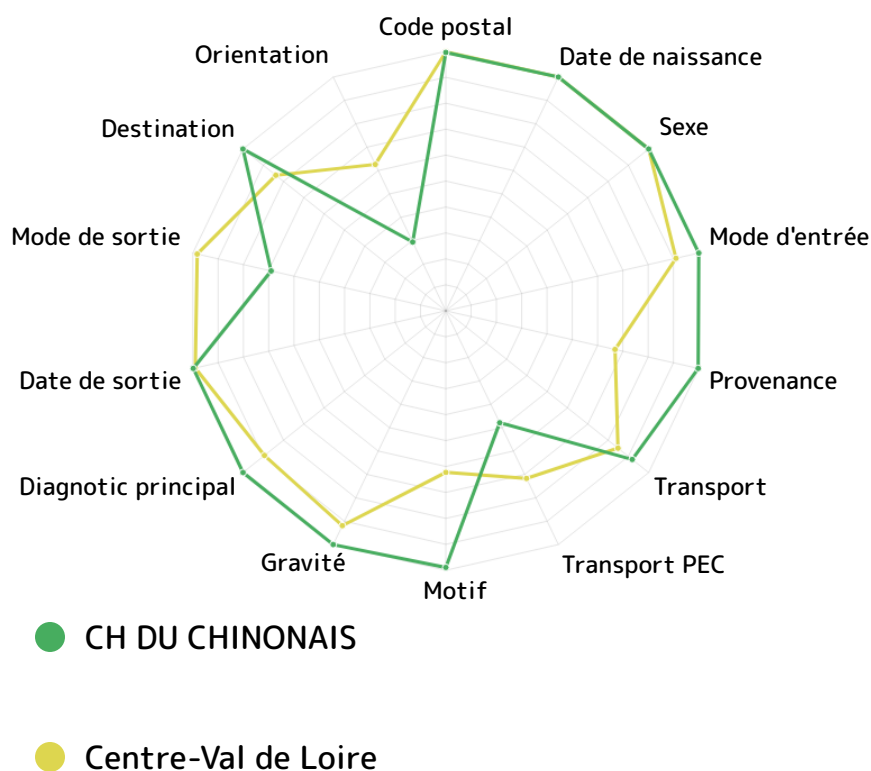 Code postal
Orientation
Date de naissance
Destination
Sexe
Mode de sortie
Mode d'entrée
Date de sortie
Provenance
Diagnotic principal
Transport
Gravité
Transport PEC
Motif
CH DU CHINONAIS
Centre-Val de Loire